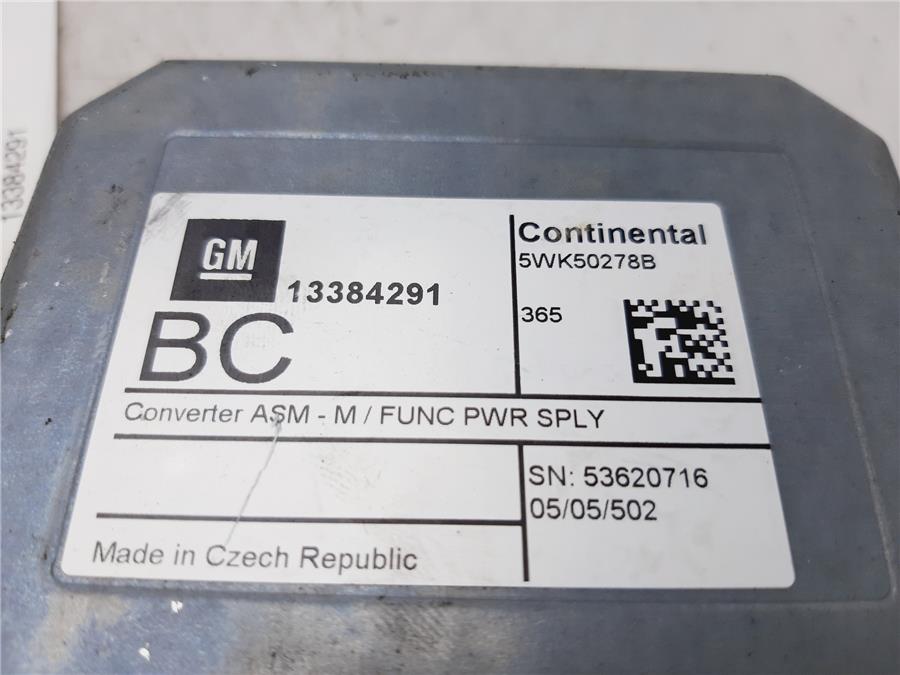 13384291
GM
13384291
BC
Continental
5WK50278B
365
Converter ASM - M / FUNC PWR SPLY
SN: 53620716
05/05/502
Made in Czech Republic